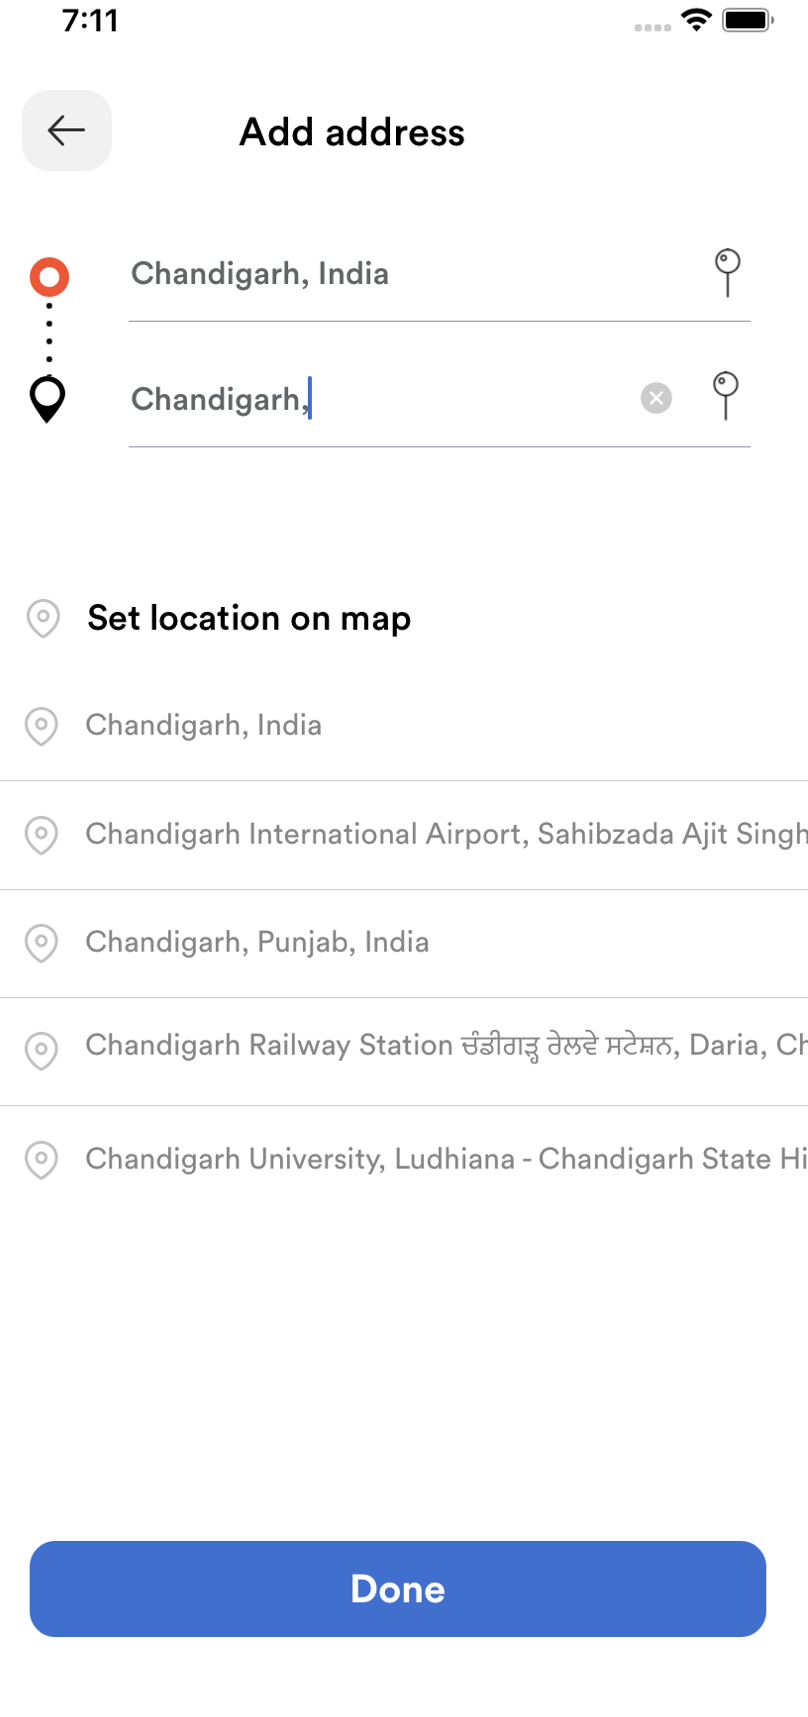 7:11
Add address
Chandigarh, India
Chandigarh,
Set location on map
Chandigarh, India
Chandigarh International Airport, Sahibzada Ajit Singh
Chandigarh, Punjab, India
Chandigarh Railway Station ਚੰਡੀਗੜ੍ਹ ਰੇਲਵੇ ਸਟੇਸ਼ਨ, Daria, Ch
Chandigarh University, Ludhiana - Chandigarh State Hi
Done